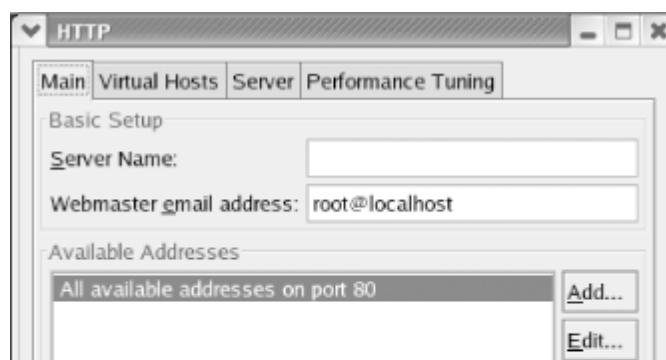 HTTP
Main Virtual Hosts Server Performance Tuning
Basic Setup
Server Name:
Webmaster email address: root@localhost
Available Addresses
All available addresses on port 80 Add...
Edit...